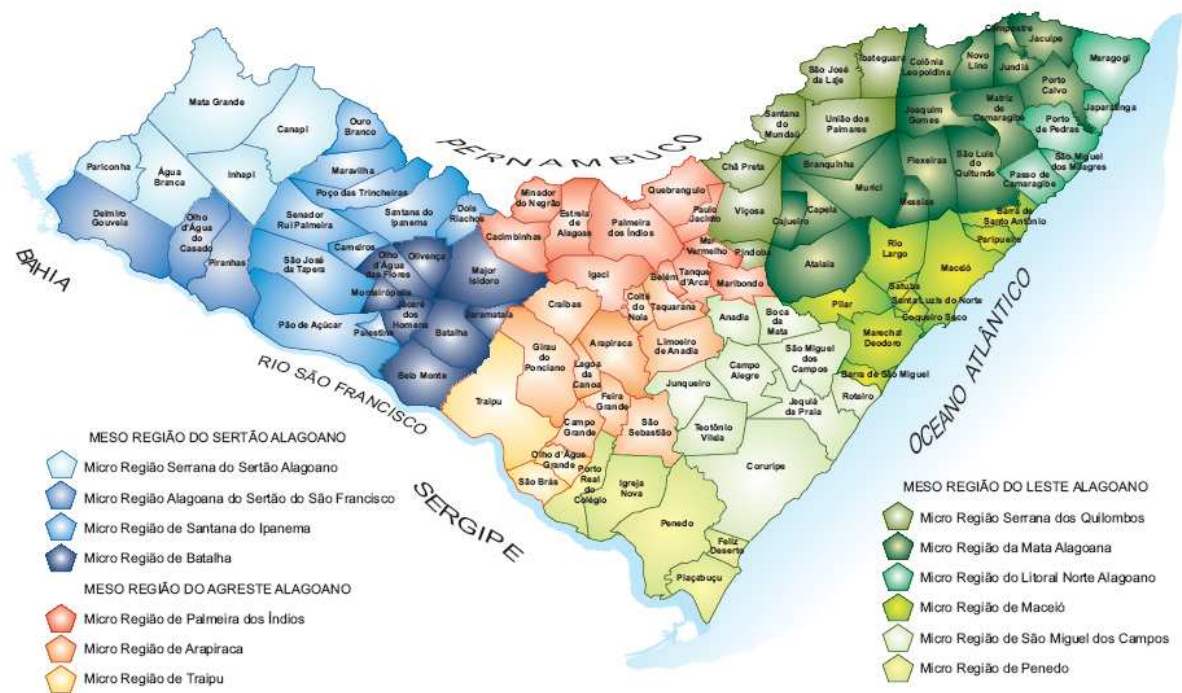 Mata Grande
Canapi
Ouro
Branco
Pariconha
Água
Branca
Inhapi
Maravilha
Poço das Trincheiras
Delmiro
Gouveia
Olho
d'Água
do
Casado
Piranhas
Senador
Rui Palmeira
Santana do
Ipanema
Dois
Riachos
Carneiros
São José
da Tapera
Olho
d'Água
das Flores
Olivença
Major
Isidoro
Monteirópolis
Jacaré
dos
Homens
Jaramataia
Pão de Açúcar
Palestina
Batalha
Belo Monte
Minador
do Negrão
Estrela
de
Alagoas
Cacimbinhas
Palmeira
dos Índios
Quebrangulo
Paulo
Jacinto
Mar
Vermelho
Pindoba
Igaci
Belém
Tanque
d'Arca
Maribondo
Craíbas
Coité
do
Noia
Taquarana
Girau
do
Ponciano
Arapiraca
Limoeiro
de Anadia
Lagoa
da
Canoa
Traipu
Feira
Grande
Campo
Grande
São
Sebastião
Olho d'Água
Grande
São Brás
Porto
Real
do
Colégio
Igreja
Nova
Penedo
Feliz
Deserto
Piaçabuçu
Anadia
Boca
da
Mata
São Miguel
dos
Campos
Campo
Alegre
Junqueiro
Jequiá
da Praia
Roteiro
Teotônio
Vilela
Coruripe
São José
da Laje
Ibateguara
Santana
do
Mundaú
União dos
Palmares
Chã Preta
Viçosa
Colônia
Leopoldina
Novo
Lino
Campestre
Jacuípe
Jundiá
Porto
Calvo
Maragogi
Japaratinga
Joaquim
Gomes
Matriz
de
Camaragibe
Porto
de Pedras
São Miguel
dos
Milagres
Passo de
Camaragibe
Branquinha
Flexeiras
São Luis
do
Quitunde
Murici
Messias
Cajueiro
Capela
Atalaia
Barra de
Santo Antônio
Paripueira
Rio
Largo
Maceió
Satuba
Santa Luzia do Norte
Coqueiro Seco
Pilar
Marechal
Deodoro
Barra de São Miguel
PERNAMBUCO
BAHIA
RIO SÃO FRANCISCO
SERGIPE
OCEANO ATLÂNTICO
MESO REGIÃO DO SERTÃO ALAGOANO
Micro Região Serrana do Sertão Alagoano
Micro Região Alagoana do Sertão do São Francisco
Micro Região de Santana do Ipanema
Micro Região de Batalha
MESO REGIÃO DO AGRESTE ALAGOANO
Micro Região de Palmeira dos Índios
Micro Região de Arapiraca
Micro Região de Traipu
MESO REGIÃO DO LESTE ALAGOANO
Micro Região Serrana dos Quilombos
Micro Região da Mata Alagoana
Micro Região do Litoral Norte Alagoano
Micro Região de Maceió
Micro Região de São Miguel dos Campos
Micro Região de Penedo